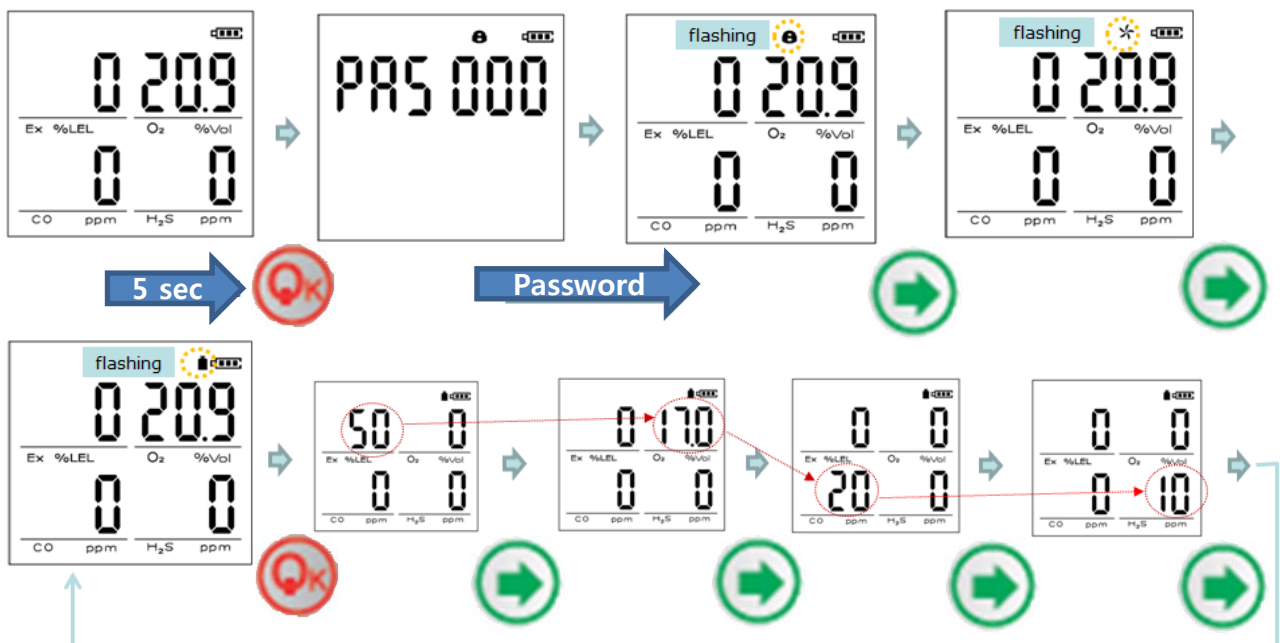 0 20.9
Ex %LEL O₂ %Vol
0 0
CO ppm H₂S ppm
PAS 000
flashing
0 20.9
Ex %LEL O₂ %Vol
0 0
CO ppm H₂S ppm
flashing
0 20.9
Ex %LEL O₂ %Vol
0 0
CO ppm H₂S ppm
5 sec
OK
Password
flashing
0 20.9
Ex %LEL O₂ %Vol
0 0
CO ppm H₂S ppm
50 0
Ex %LEL O₂ %Vol
0 0
CO ppm H₂S ppm
0 17.0
Ex %LEL O₂ %Vol
0 0
CO ppm H₂S ppm
0 0
Ex %LEL O₂ %Vol
20 0
CO ppm H₂S ppm
0 0
Ex %LEL O₂ %Vol
0 10
CO ppm H₂S ppm
OK